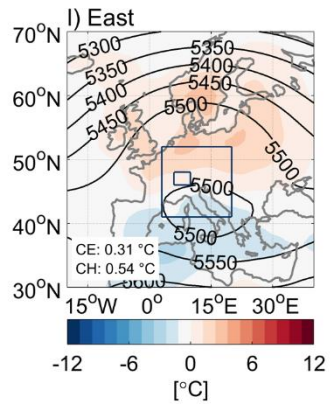 l) East
70°N
5300
5350
5350
5400
5400
5450
5450
5500
60°N
5500
50°N
5500
40°N
5500
5550
CE: 0.31 °C
CH: 0.54 °C
5600
30°N
15°W 0° 15°E 30°E
-12 -6 0 6 12
[°C]